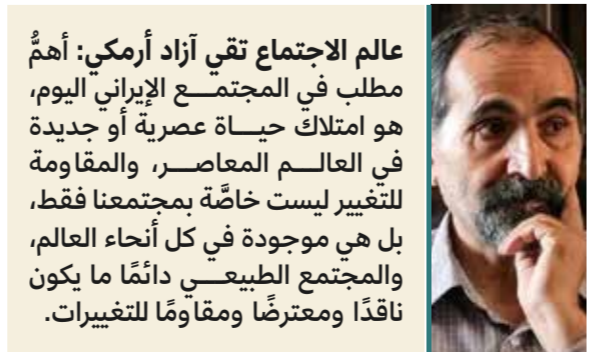 عالم الاجتماع تقي آزاد أرمكي: أهمُّ
مطلب في المجتمـــع الإيراني اليوم،
هو امتلاك حيـــاة عصرية أو جديدة
في العالـــم المعاصـــر، والمقاومة
للتغيير ليست خاصَّة بمجتمعنا فقط،
بل هي موجودة في كل أنحاء العالم،
والمجتمع الطبيعـــي دائمًا ما يكون
ناقدًا ومعترضًا ومقاومًا للتغييرات.